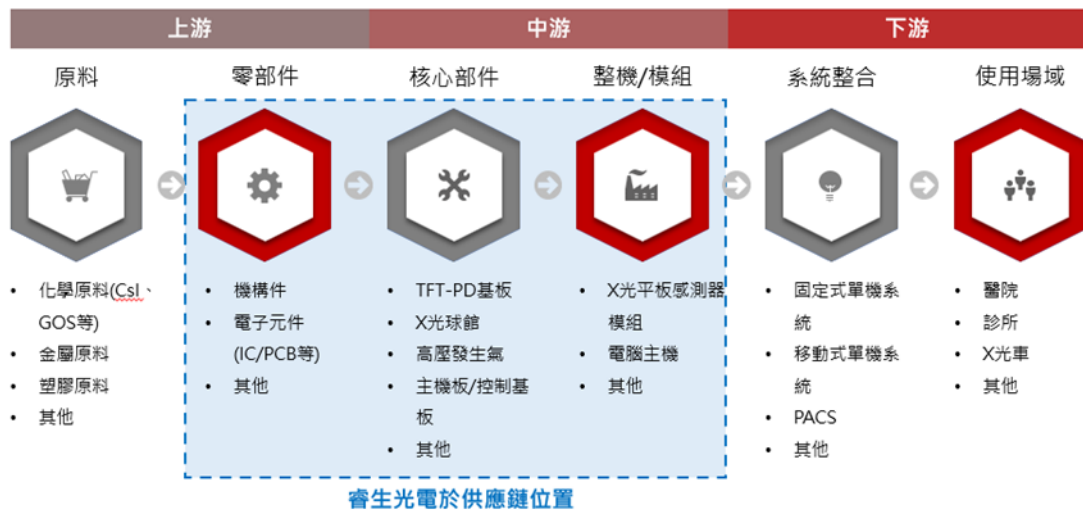 上游
中游
下游
原料
零部件
核心部件
整機/模組
系統整合
使用場域
• 化學原料(CsI、
GOS等)
• 金屬原料
• 塑膠原料
• 其他
• 機構件
• 電子元件
(IC/PCB等)
• 其他
• TFT-PD基板
• X光球館
• 高壓發生氣
• 主機板/控制基
板
• 其他
• X光平板感測器
模組
• 電腦主機
• 其他
• 固定式單機系
統
• 移動式單機系
統
• PACS
• 其他
• 醫院
• 診所
• X光車
• 其他
睿生光電於供應鏈位置